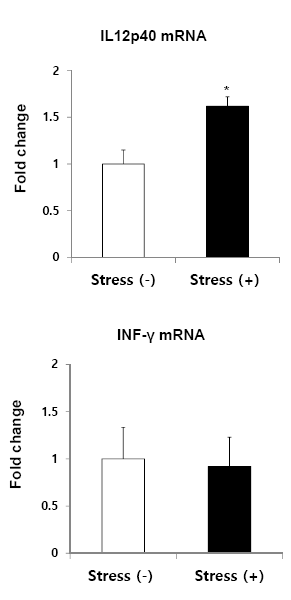 IL12p40 mRNA
2
*
1.5
1
0.5
0
Fold change
Stress (-) Stress (+)
INF-γ mRNA
2
1.5
1
0.5
0
Fold change
Stress (-) Stress (+)